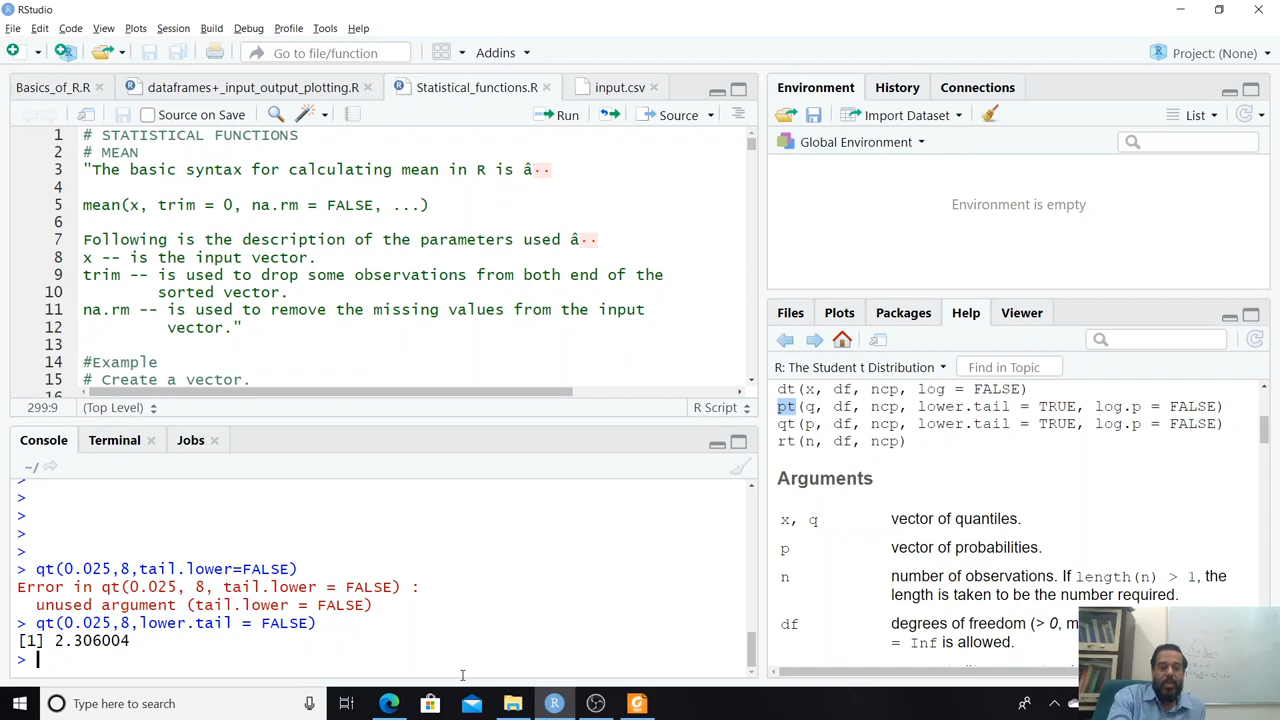 RStudio
File Edit Code View Plots Session Build Debug Profile Tools Help
Go to file/function
Addins
Project: (None)
Basics_of_R.R
dataframes+_input_output_plotting.R
Statistical_functions.R
input.csv
Source on Save
Run
Source
1 # STATISTICAL FUNCTIONS
2 # MEAN
3 "The basic syntax for calculating mean in R is â··
4
5 mean(x, trim = 0, na.rm = FALSE, ...)
6
7 Following is the description of the parameters used â··
8 x -- is the input vector.
9 trim -- is used to drop some observations from both end of the
10 sorted vector.
11 na.rm -- is used to remove the missing values from the input
12 vector."
13
14 #Example
15 # Create a vector.
16
299:9 (Top Level) R Script
Console Terminal Jobs
~/
>
>
>
>
>
> qt(0.025,8,tail.lower=FALSE)
Error in qt(0.025, 8, tail.lower = FALSE) :
unused argument (tail.lower = FALSE)
> qt(0.025,8,lower.tail = FALSE)
[1] 2.306004
>
Environment History Connections
Import Dataset
List
Global Environment
Environment is empty
Files Plots Packages Help Viewer
R: The Student t Distribution
Find in Topic
dt(x, df, ncp, log = FALSE)
pt(q, df, ncp, lower.tail = TRUE, log.p = FALSE)
qt(p, df, ncp, lower.tail = TRUE, log.p = FALSE)
rt(n, df, ncp)
Arguments
x, q vector of quantiles.
p vector of probabilities.
n number of observations. If length(n) > 1, the
length is taken to be the number required.
df degrees of freedom (> 0, m
= Inf is allowed.
Type here to search